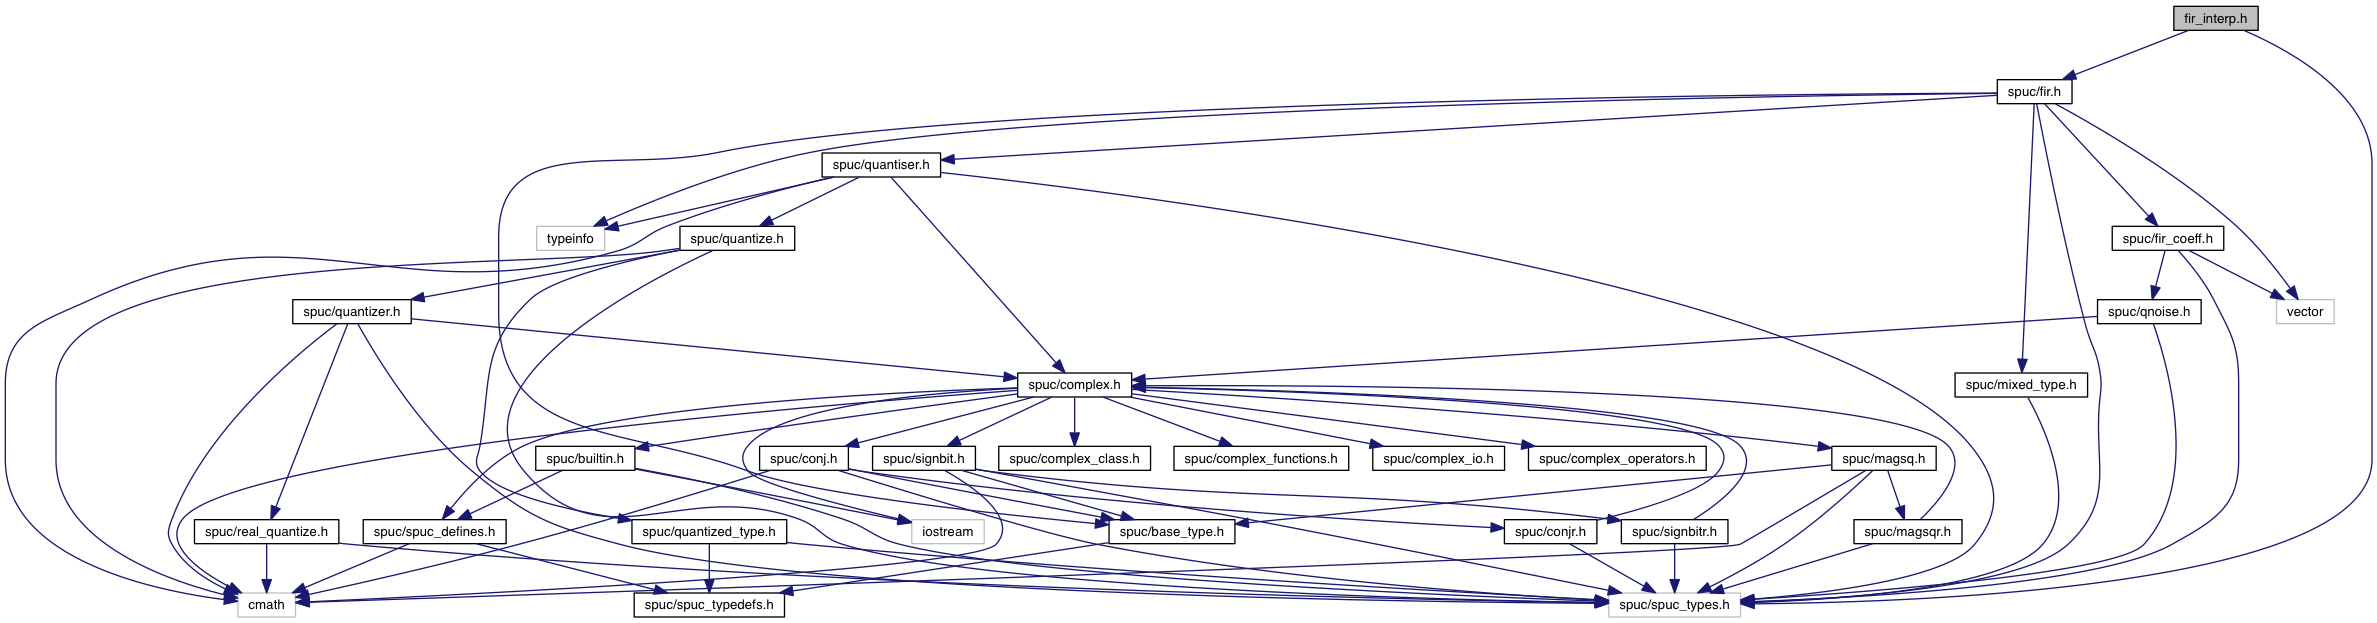 fir_interp.h
spuc/fir.h
spuc/quantiser.h
typeinfo
spuc/quantize.h
spuc/fir_coeff.h
spuc/quantizer.h
spuc/qnoise.h
vector
spuc/complex.h
spuc/mixed_type.h
spuc/builtin.h
spuc/conj.h
spuc/signbit.h
spuc/complex_class.h
spuc/complex_functions.h
spuc/complex_io.h
spuc/complex_operators.h
spuc/magsq.h
spuc/real_quantize.h
spuc/spuc_defines.h
spuc/quantized_type.h
iostream
spuc/base_type.h
spuc/conjr.h
spuc/signbitr.h
spuc/magsqr.h
cmath
spuc/spuc_typedefs.h
spuc/spuc_types.h